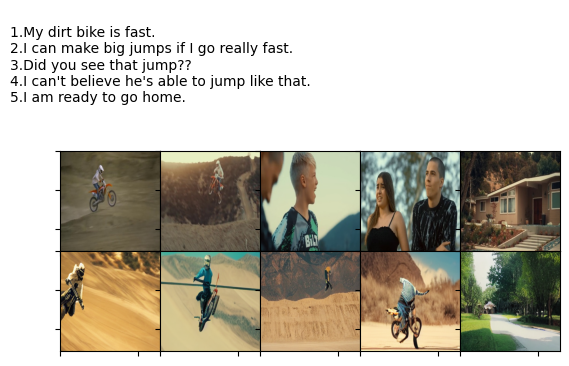 1.My dirt bike is fast.
2.I can make big jumps if I go really fast.
3.Did you see that jump??
4.I can't believe he's able to jump like that.
5.I am ready to go home.